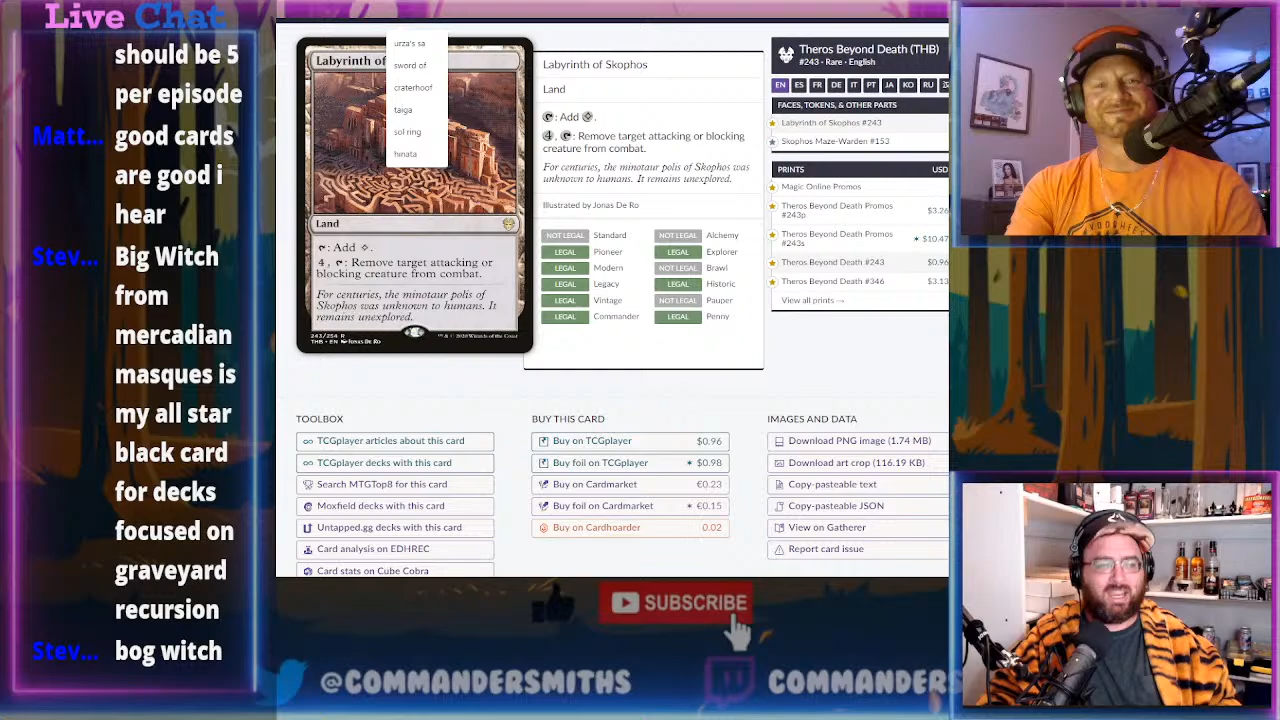 Live Chat
should be 5
per episode
Matt... good cards
are good i
hear
Stev... Big Witch
from
mercadian
masques is
my all star
black card
for decks
focused on
graveyard
recursion
Stev... bog witch
Labyrinth of
urza's sa
sword of
craterhoof
taiga
sol ring
hinata
Land
: Add
4 , : Remove target attacking or
blocking creature from combat.
For centuries, the minotaur polis of
Skophos was unknown to humans. It
remains unexplored.
243/254 R
THB • EN JONAS DE RO
Labyrinth of Skophos
Land
: Add .
4 , : Remove target attacking or blocking
creature from combat.
For centuries, the minotaur polis of Skophos was
unknown to humans. It remains unexplored.
Illustrated by Jonas De Ro
NOT LEGAL Standard NOT LEGAL Alchemy
LEGAL Pioneer LEGAL Explorer
LEGAL Modern NOT LEGAL Brawl
LEGAL Legacy LEGAL Historic
LEGAL Vintage NOT LEGAL Pauper
LEGAL Commander LEGAL Penny
Theros Beyond Death (THB)
#243 · Rare · English
EN ES FR DE IT PT JA KO RU
FACES, TOKENS, & OTHER PARTS
Labyrinth of Skophos #243
Skophos Maze-Warden #153
PRINTS USD
Magic Online Promos
Theros Beyond Death Promos
#243p $3.26
Theros Beyond Death Promos
#243s $10.47
Theros Beyond Death #243 $0.96
Theros Beyond Death #346 $3.13
View all prints →
TOOLBOX
TCGplayer articles about this card
TCGplayer decks with this card
Search MTGTop8 for this card
Moxfield decks with this card
Untapped.gg decks with this card
Card analysis on EDHREC
Card stats on Cube Cobra
BUY THIS CARD
Buy on TCGplayer $0.96
Buy foil on TCGplayer $0.98
Buy on Cardmarket €0.23
Buy foil on Cardmarket €0.15
Buy on Cardhoarder 0.02
IMAGES AND DATA
Download PNG image (1.74 MB)
Download art crop (116.19 KB)
Copy-pasteable text
Copy-pasteable JSON
View on Gatherer
Report card issue
SUBSCRIBE
@COMMANDERSMITHS
COMMANDERS
VOORHEES